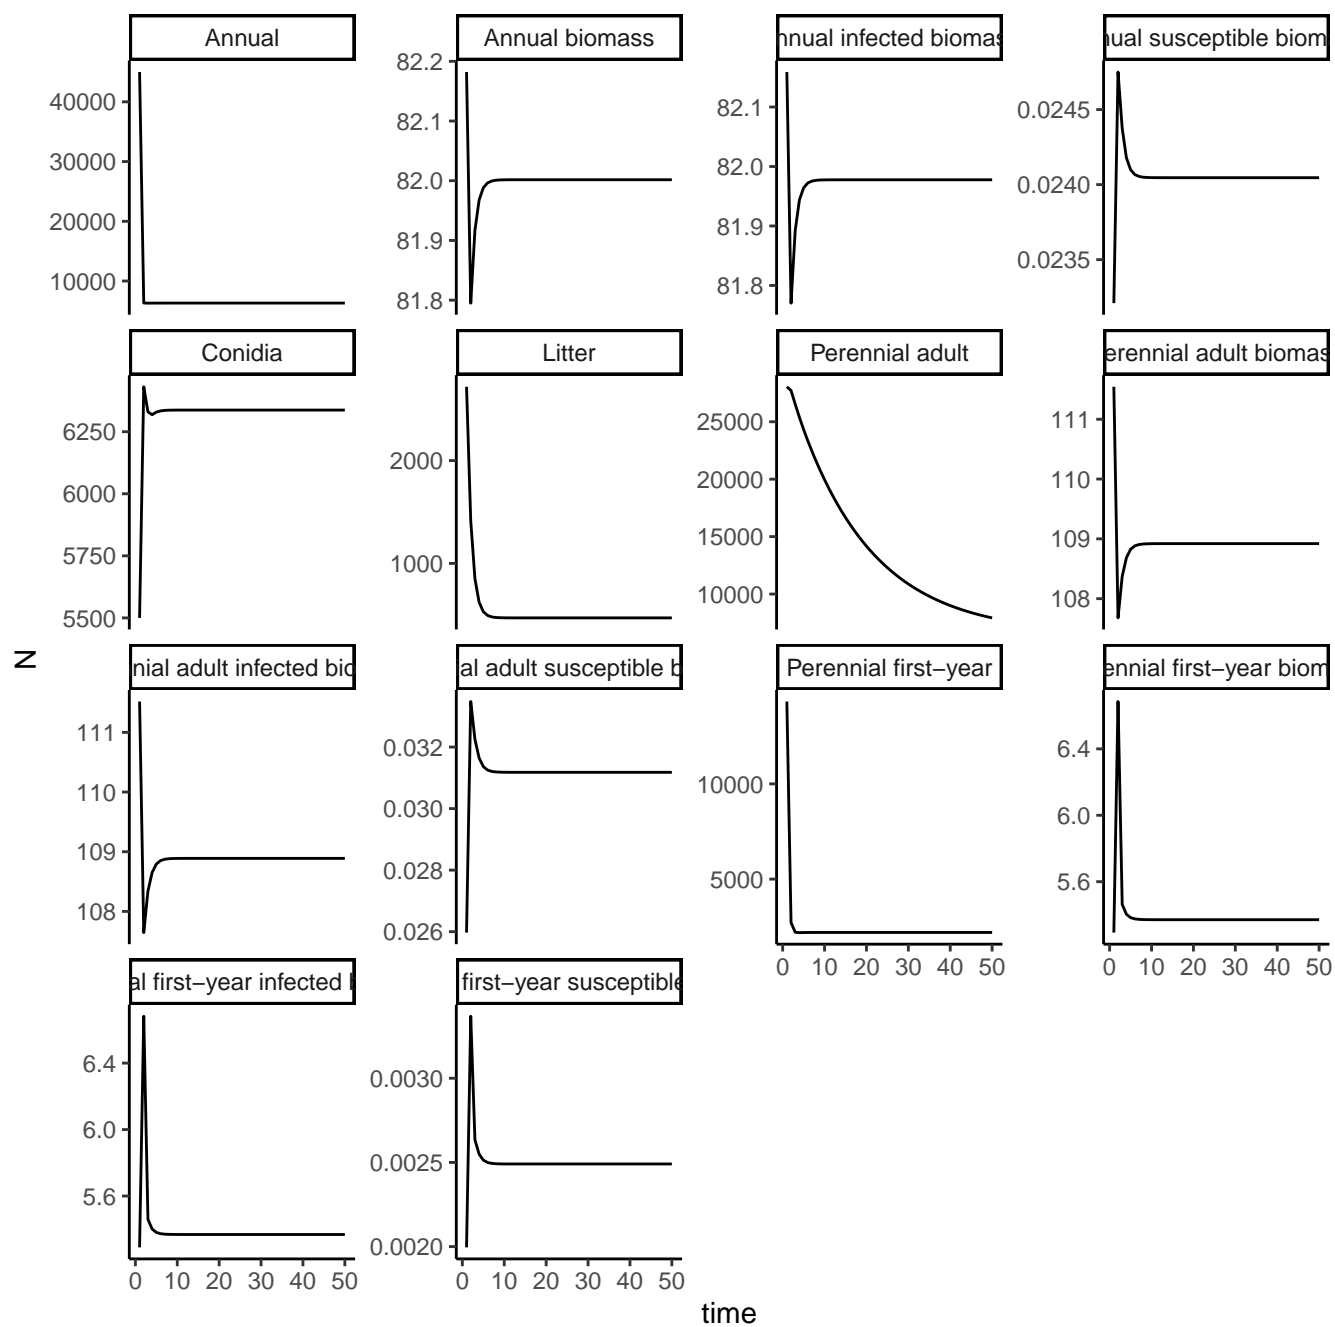 Annual
Annual biomass
nnual infected biomas
nual susceptible biom
40000
30000
20000
10000
82.2
82.1
82.0
81.9
81.8
82.1
82.0
81.9
81.8
0.0245
0.0240
0.0235
Conidia
Litter
Perennial adult
erennial adult biomas
6250
6000
5750
5500
2000
1000
25000
20000
15000
10000
111
110
109
108
N
nial adult infected bio
al adult susceptible b
Perennial first−year
ennial first−year biom
111
110
109
108
0.032
0.030
0.028
0.026
10000
5000
6.4
6.0
5.6
0 10 20 30 40 50
0 10 20 30 40 50
al first−year infected b
first−year susceptible
6.4
6.0
5.6
0.0030
0.0025
0.0020
0 10 20 30 40 50
0 10 20 30 40 50
time